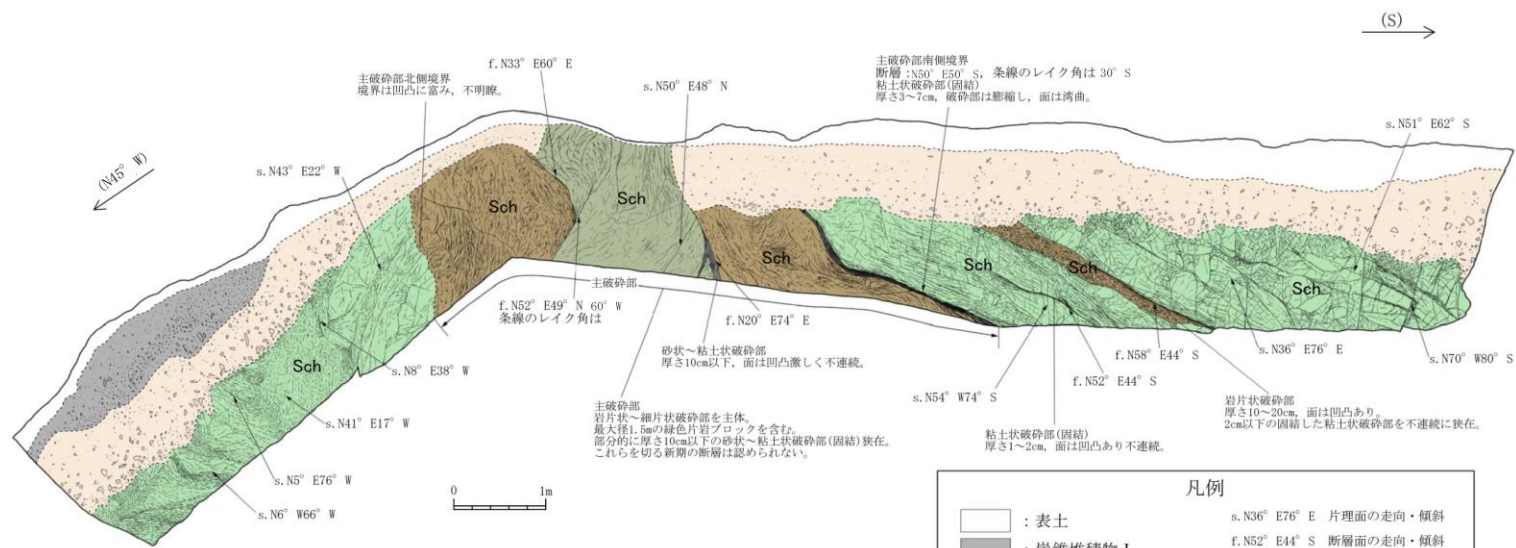 (S)
主破砕部南側境界
断層:N50° E50° S, 条線のレイク角は 30° S
粘土状破砕部(固結)
厚さ3~7cm, 破砕部は膨縮し, 面は湾曲。
f.N33° E60° E
主破砕部北側境界
境界は凹凸に富み, 不明瞭。
s.N50° E48° N
s.N51° E62° S
(N45° W)
s.N43° E22° W
Sch
Sch
Sch
Sch
Sch
Sch
Sch
主破砕部
f.N52° E49° N 60° W
条線のレイク角は
f.N20° E74° E
砂状~粘土状破砕部
厚さ10cm以下, 面は凹凸激しく不連続。
s.N8° E38° W
s.N41° E17° W
s.N5° E76° W
s.N6° W66° W
主破砕部
岩片状~細片状破砕部を主体。
最大径1.5mの緑色片岩ブロックを含む。
部分的に厚さ10cm以下の砂状~粘土状破砕部(固結)狭在。
これらを切る新期の断層は認められない。
s.N54° W74° S
f.N52° E44° S
粘土状破砕部(固結)
厚さ1~2cm, 面は凹凸あり不連続。
f.N58° E44° S
s.N36° E76° E
s.N70° W80° S
岩片状破砕部
厚さ10~20cm, 面は凹凸あり。
2cm以下の固結した粘土状破砕部を不連続に狭在。
0 1m
凡例
:表土
s.N36° E76° E 片理面の走向・傾斜
f.N52° E44° S 断層面の走向・傾斜